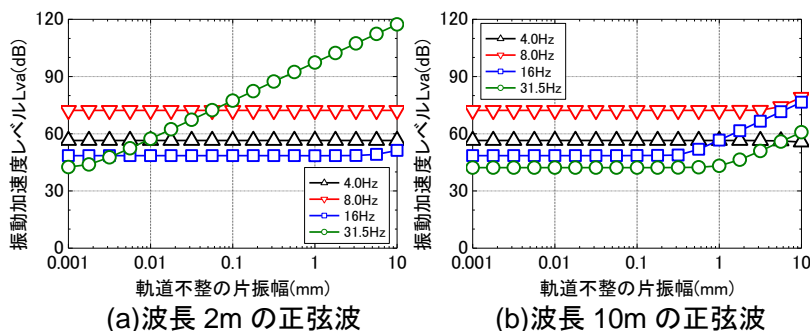 振動加速度レベルLva(dB)
120
90
60
30
0
4.0Hz
8.0Hz
16Hz
31.5Hz
0.001
0.01
0.1
1
10
軌道不整の片振幅(mm)
(a)波長 2m の正弦波
振動加速度レベルLva(dB)
120
90
60
30
0
4.0Hz
8.0Hz
16Hz
31.5Hz
0.001
0.01
0.1
1
10
軌道不整の片振幅(mm)
(b)波長 10m の正弦波